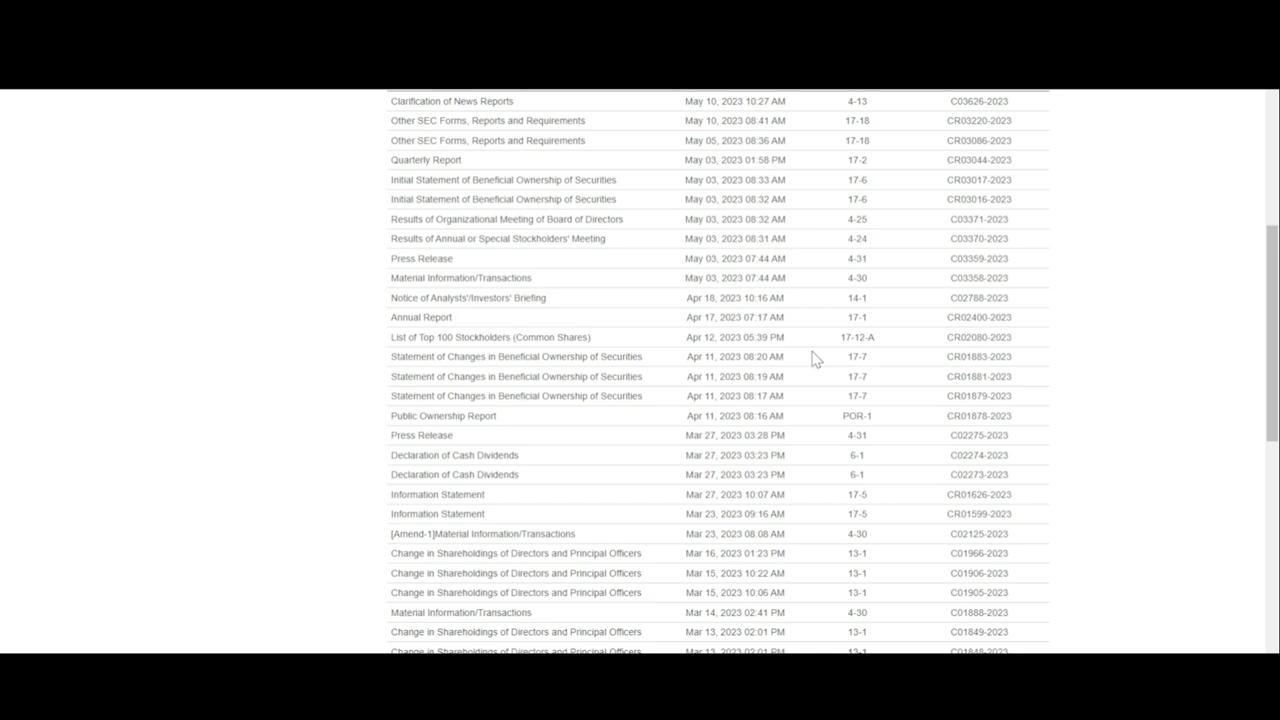 Clarification of News Reports May 10, 2023 10:27 AM 4-13 C03626-2023
Other SEC Forms, Reports and Requirements May 10, 2023 08:41 AM 17-18 CR03220-2023
Other SEC Forms, Reports and Requirements May 05, 2023 08:36 AM 17-18 CR03086-2023
Quarterly Report May 03, 2023 01:58 PM 17-2 CR03044-2023
Initial Statement of Beneficial Ownership of Securities May 03, 2023 08:33 AM 17-6 CR03017-2023
Initial Statement of Beneficial Ownership of Securities May 03, 2023 08:32 AM 17-6 CR03016-2023
Results of Organizational Meeting of Board of Directors May 03, 2023 08:32 AM 4-25 C03371-2023
Results of Annual or Special Stockholders' Meeting May 03, 2023 08:31 AM 4-24 C03370-2023
Press Release May 03, 2023 07:44 AM 4-31 C03359-2023
Material Information/Transactions May 03, 2023 07:44 AM 4-30 C03358-2023
Notice of Analysts'/Investors' Briefing Apr 18, 2023 10:16 AM 14-1 C02788-2023
Annual Report Apr 17, 2023 07:17 AM 17-1 CR02400-2023
List of Top 100 Stockholders (Common Shares) Apr 12, 2023 05:39 PM 17-12-A CR02080-2023
Statement of Changes in Beneficial Ownership of Securities Apr 11, 2023 08:20 AM 17-7 CR01883-2023
Statement of Changes in Beneficial Ownership of Securities Apr 11, 2023 08:19 AM 17-7 CR01881-2023
Statement of Changes in Beneficial Ownership of Securities Apr 11, 2023 08:17 AM 17-7 CR01879-2023
Public Ownership Report Apr 11, 2023 08:16 AM POR-1 CR01878-2023
Press Release Mar 27, 2023 03:28 PM 4-31 C02275-2023
Declaration of Cash Dividends Mar 27, 2023 03:23 PM 6-1 C02274-2023
Declaration of Cash Dividends Mar 27, 2023 03:23 PM 6-1 C02273-2023
Information Statement Mar 27, 2023 10:07 AM 17-5 CR01626-2023
Information Statement Mar 23, 2023 09:16 AM 17-5 CR01599-2023
[Amend-1]Material Information/Transactions Mar 23, 2023 08:08 AM 4-30 C02125-2023
Change in Shareholdings of Directors and Principal Officers Mar 16, 2023 01:23 PM 13-1 C01966-2023
Change in Shareholdings of Directors and Principal Officers Mar 15, 2023 10:22 AM 13-1 C01906-2023
Change in Shareholdings of Directors and Principal Officers Mar 15, 2023 10:06 AM 13-1 C01905-2023
Material Information/Transactions Mar 14, 2023 02:41 PM 4-30 C01888-2023
Change in Shareholdings of Directors and Principal Officers Mar 13, 2023 02:01 PM 13-1 C01849-2023
Change in Shareholdings of Directors and Principal Officers Mar 13, 2023 02:01 PM 13-1 C01848-2023